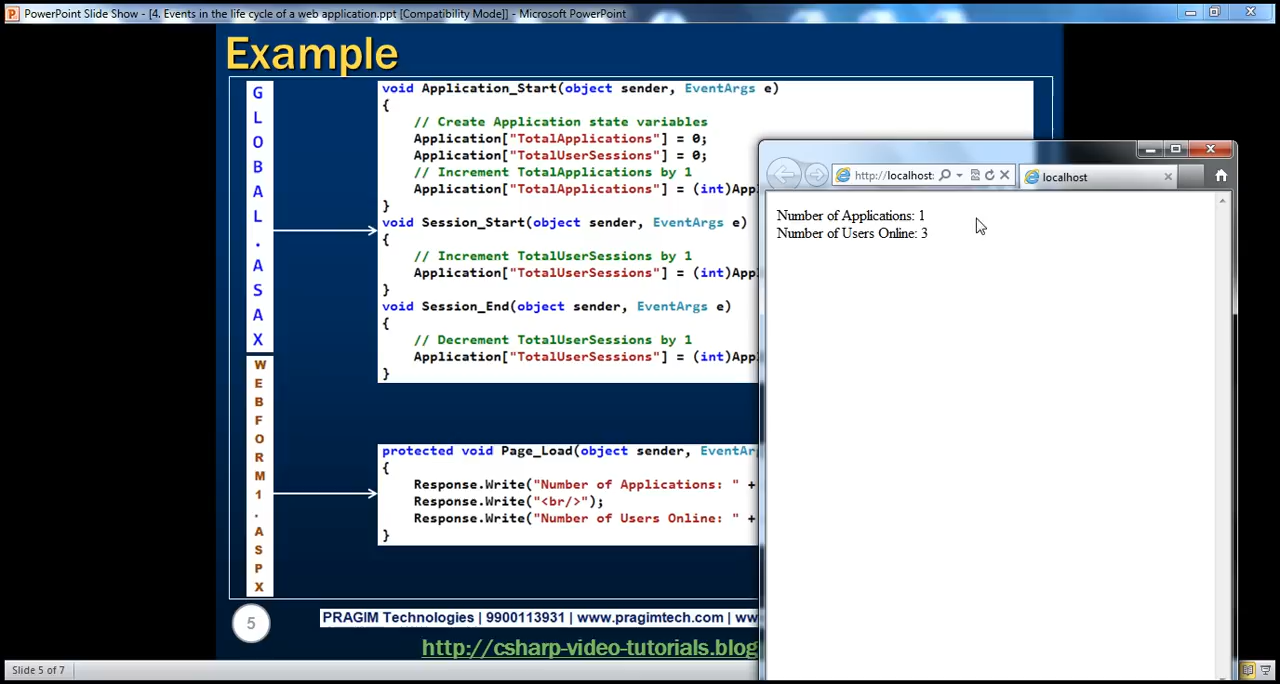 PowerPoint Slide Show - [4. Events in the life cycle of a web application.ppt [Compatibility Mode]] - Microsoft PowerPoint
Example
GLOBAL.ASAX
void Application_Start(object sender, EventArgs e)
{
// Create Application state variables
Application["TotalApplications"] = 0;
Application["TotalUserSessions"] = 0;
// Increment TotalApplications by 1
Application["TotalApplications"] = (int)App
}
void Session_Start(object sender, EventArgs e)
{
// Increment TotalUserSessions by 1
Application["TotalUserSessions"] = (int)App
}
void Session_End(object sender, EventArgs e)
{
// Decrement TotalUserSessions by 1
Application["TotalUserSessions"] = (int)App
}
WEBFORM1.ASPX
protected void Page_Load(object sender, EventAr
{
Response.Write("Number of Applications: " +
Response.Write("<br/>");
Response.Write("Number of Users Online: " +
}
http://localhost:
localhost
Number of Applications: 1
Number of Users Online: 3
5
PRAGIM Technologies | 9900113931 | www.pragimtech.com | ww
http://csharp-video-tutorials.blog
Slide 5 of 7